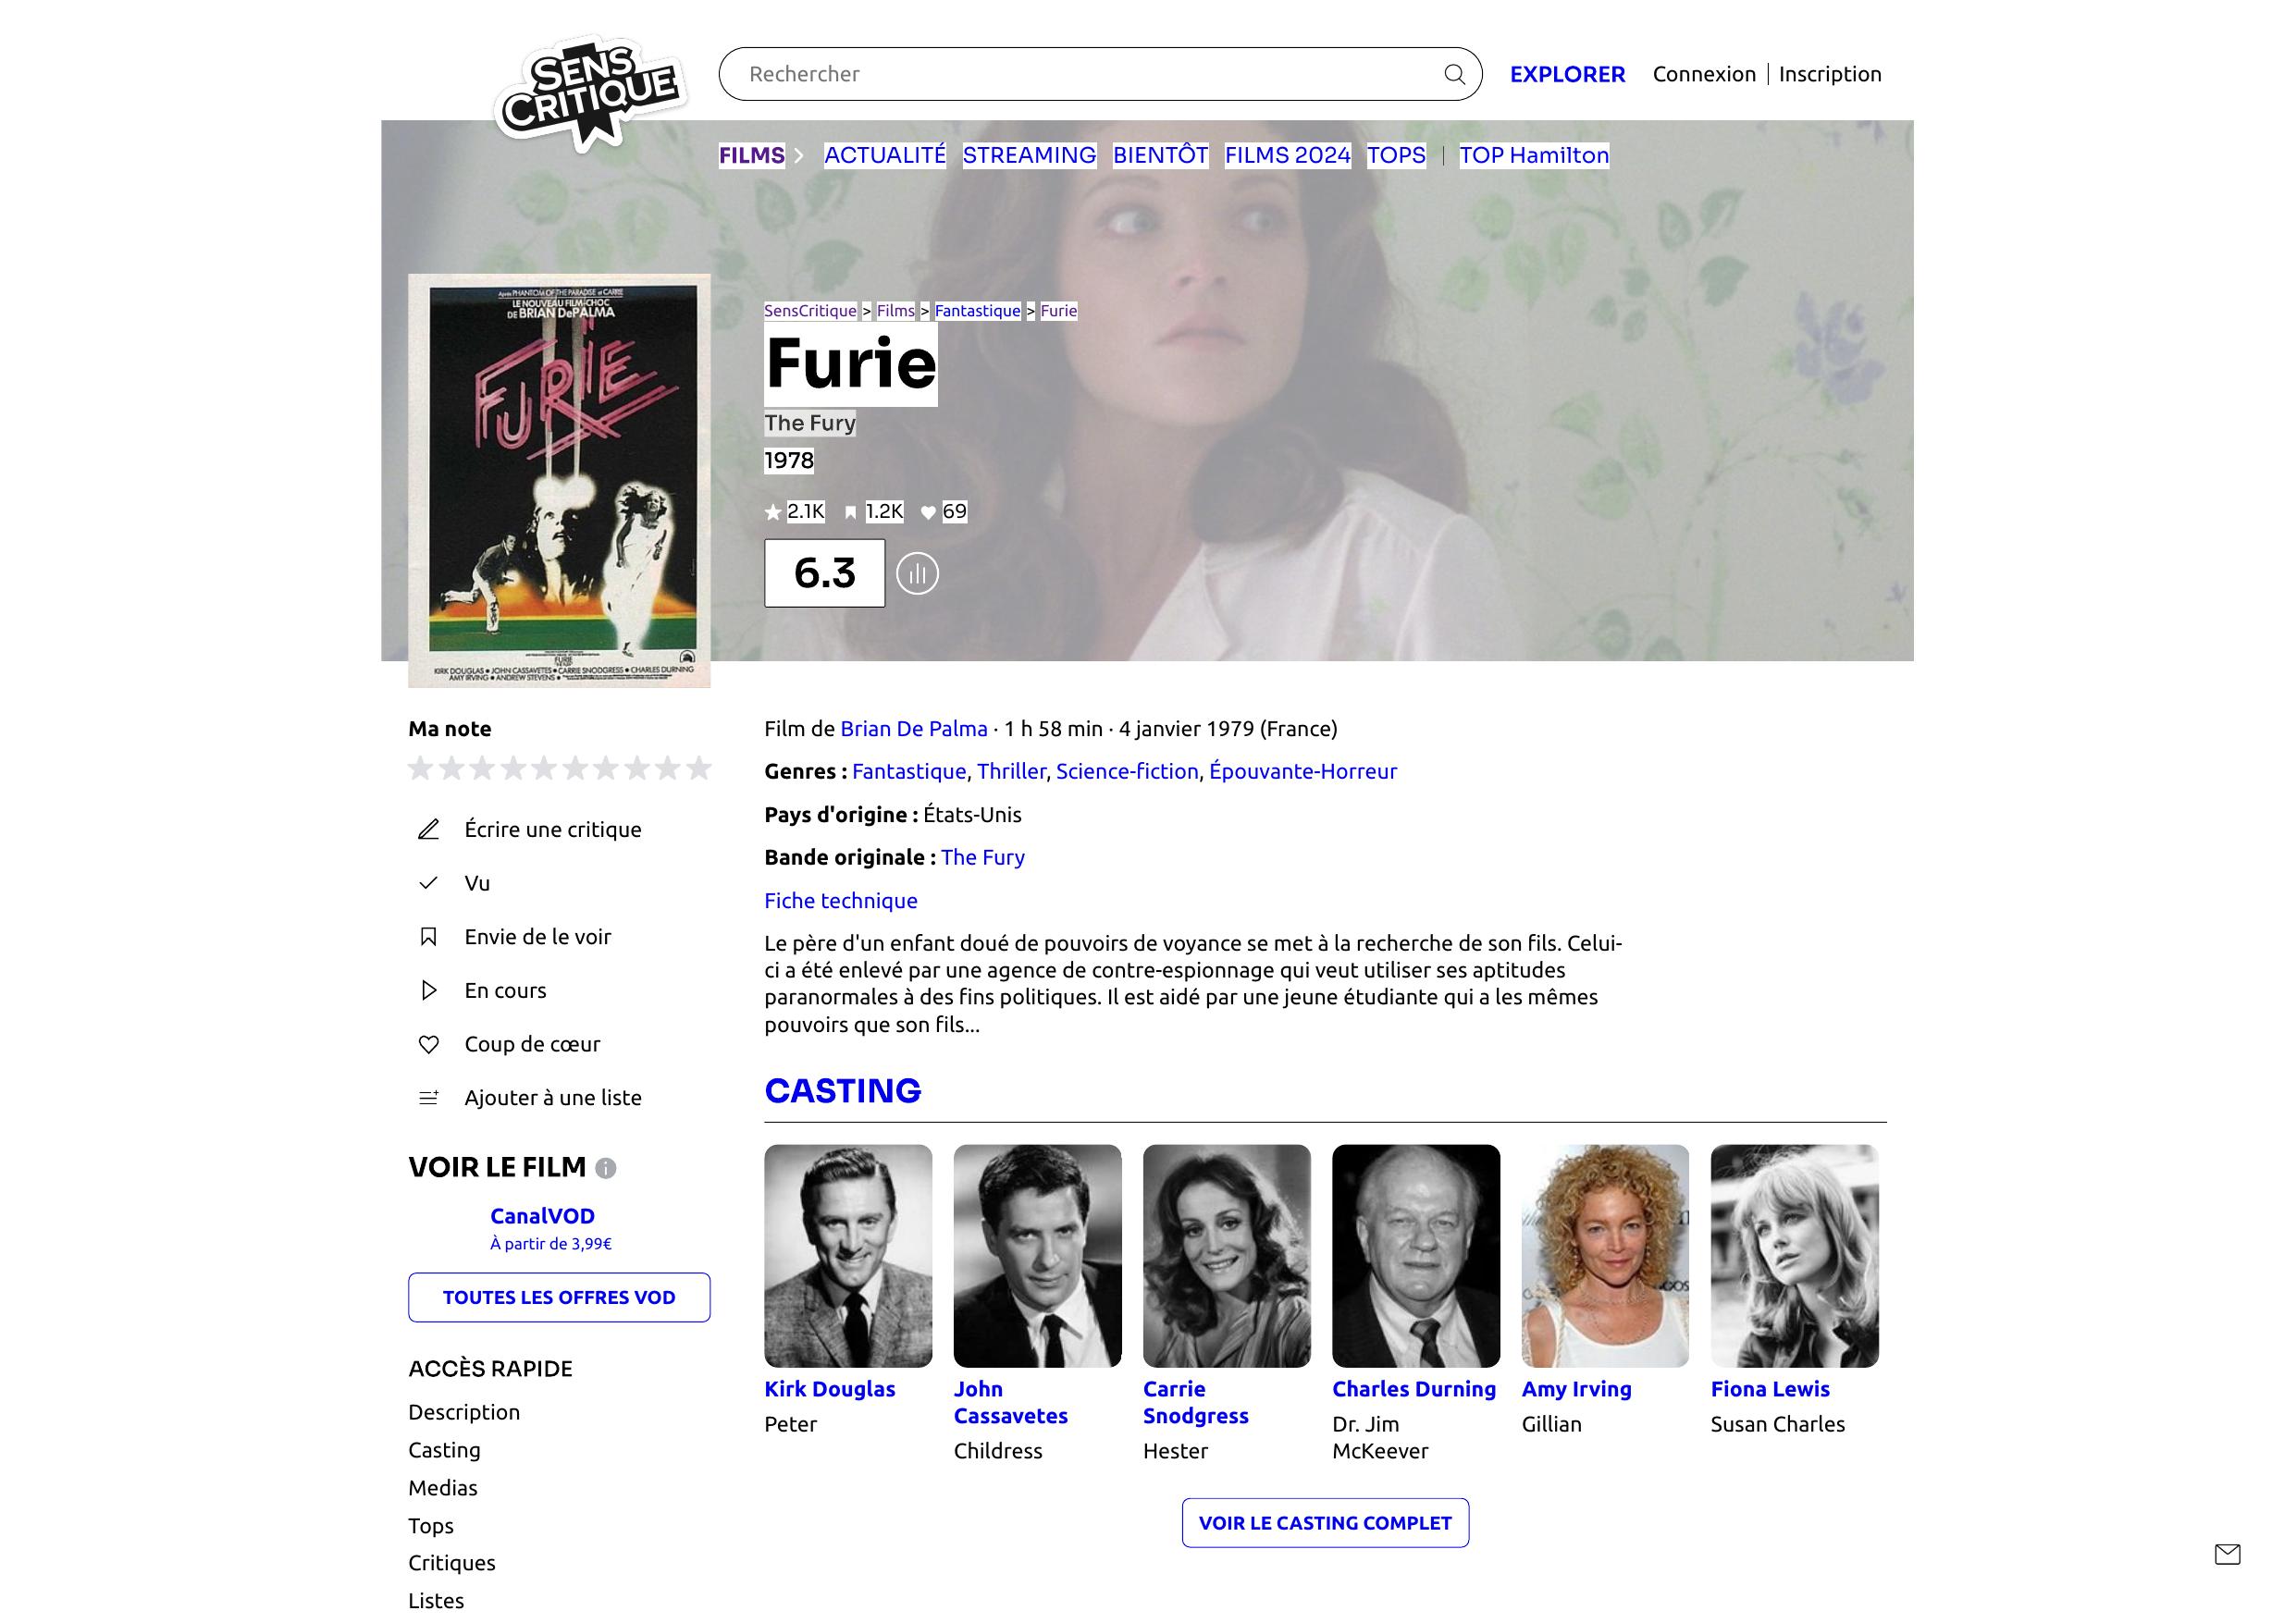 SENS
CRITIQUE
Rechercher
EXPLORER
Connexion
Inscription
FILMS
ACTUALITÉ
STREAMING
BIENTÔT
FILMS 2024
TOPS
TOP Hamilton
Après PHANTOM OF THE PARADISE et CARRIE
LE NOUVEAU FILM-CHOC
DE BRIAN DePALMA
FURIE
FURIE
KIRK DOUGLAS • JOHN CASSAVETES • CARRIE SNODGRESS • CHARLES DURNING
AMY IRVING • ANDREW STEVENS •
SensCritique > Films > Fantastique > Furie
Furie
The Fury
1978
2.1K 1.2K 69
6.3
Ma note
Écrire une critique
Vu
Envie de le voir
En cours
Coup de cœur
Ajouter à une liste
VOIR LE FILM
CanalVOD
À partir de 3,99€
TOUTES LES OFFRES VOD
ACCÈS RAPIDE
Description
Casting
Medias
Tops
Critiques
Listes
Film de Brian De Palma · 1 h 58 min · 4 janvier 1979 (France)
Genres : Fantastique, Thriller, Science-fiction, Épouvante-Horreur
Pays d'origine : États-Unis
Bande originale : The Fury
Fiche technique
Le père d'un enfant doué de pouvoirs de voyance se met à la recherche de son fils. Celui-
ci a été enlevé par une agence de contre-espionnage qui veut utiliser ses aptitudes
paranormales à des fins politiques. Il est aidé par une jeune étudiante qui a les mêmes
pouvoirs que son fils...
CASTING
Kirk Douglas
Peter
John
Cassavetes
Childress
Carrie
Snodgress
Hester
Charles Durning
Dr. Jim
McKeever
Amy Irving
Gillian
Fiona Lewis
Susan Charles
VOIR LE CASTING COMPLET